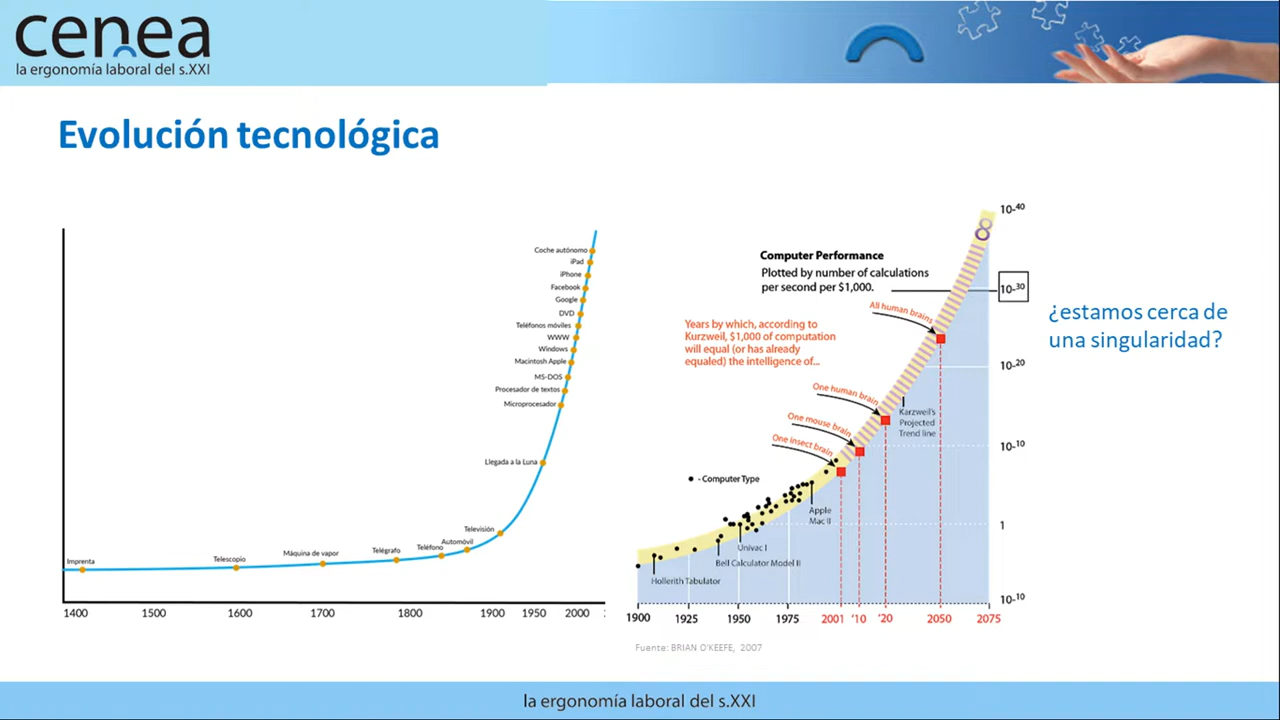 cenea
la ergonomía laboral del s.XXI
Evolución tecnológica
Coche autónomo
iPad
iPhone
Facebook
Google
DVD
Teléfonos móviles
WWW
Windows
Macintosh Apple
MS-DOS
Procesador de textos
Microprocesador
Llegada a la Luna
Televisión
Automóvil
Teléfono
Telégrafo
Máquina de vapor
Telescopio
Imprenta
1400 1500 1600 1700 1800 1900 1950 2000
Computer Performance
Plotted by number of calculations
per second per $1,000.
Years by which, according to
Kurzweil, $1,000 of computation
will equal (or has already
equaled) the intelligence of...
All human brains
One human brain
One mouse brain
One insect brain
Karzweil's
Projected
Trend line
- Computer Type
Apple
Mac II
Univac I
Bell Calculator Model II
Hollerith Tabulator
10-40
10-30
10-20
10-10
1
10-10
1900 1925 1950 1975 2001 '10 '20 2050 2075
¿estamos cerca de
una singularidad?
Fuente: BRIAN O'KEEFE, 2007
la ergonomía laboral del s.XXI